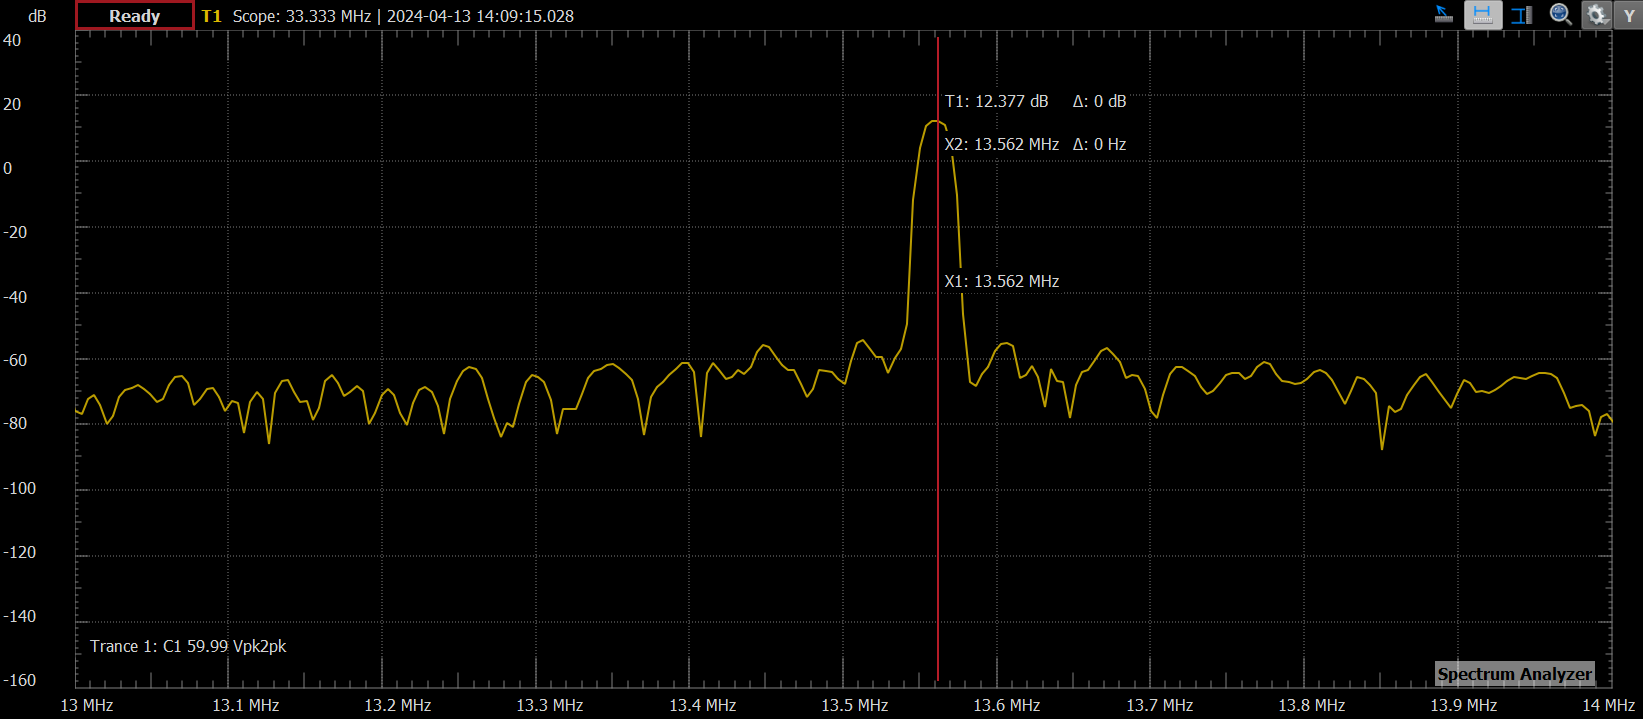 dB Ready T1 Scope: 33.333 MHz | 2024-04-13 14:09:15.028 Y
40
20
T1: 12.377 dB Δ: 0 dB
X2: 13.562 MHz Δ: 0 Hz
0
-20
X1: 13.562 MHz
-40
-60
-80
-100
-120
-140
Trance 1: C1 59.99 Vpk2pk
Spectrum Analyzer
-160
13 MHz 13.1 MHz 13.2 MHz 13.3 MHz 13.4 MHz 13.5 MHz 13.6 MHz 13.7 MHz 13.8 MHz 13.9 MHz 14 MHz